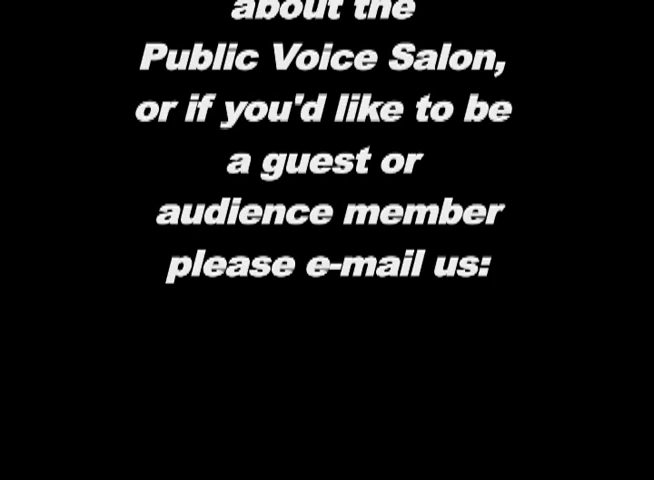 about the
Public Voice Salon,
or if you'd like to be
a guest or
audience member
please e-mail us: